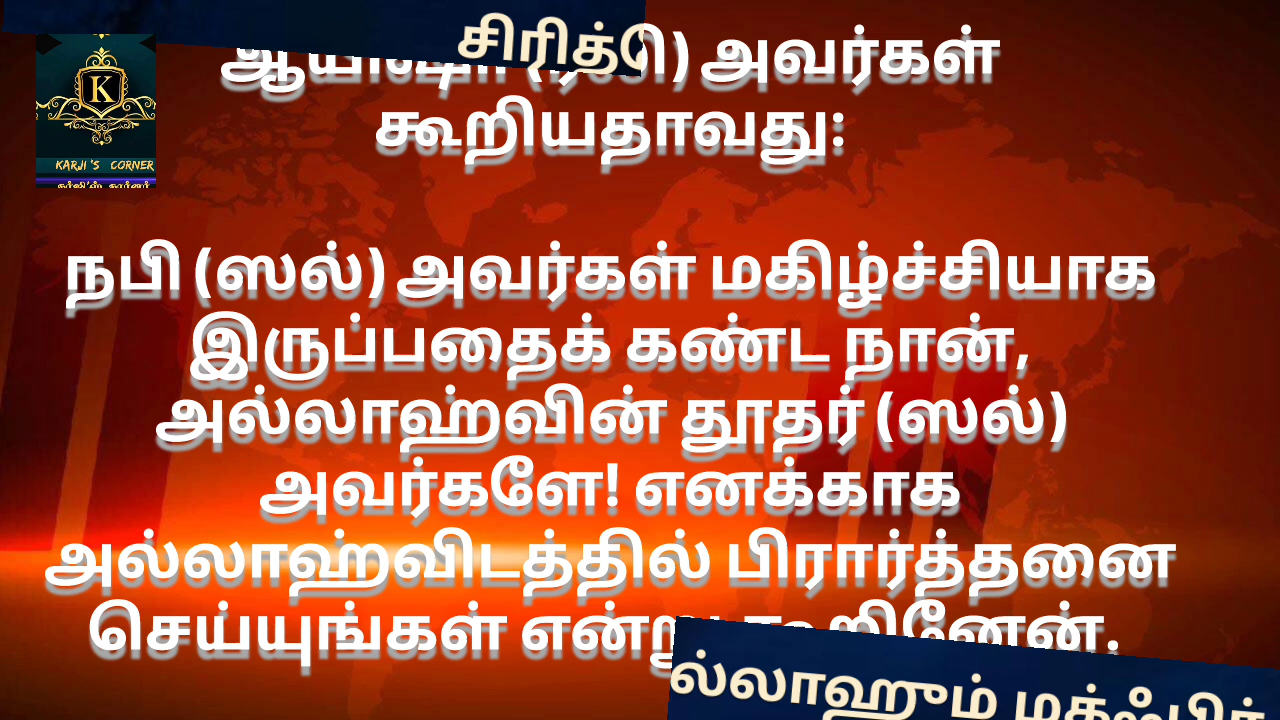 சிரித்
அவர்கள்
கூறியதாவது:
KARJI'S CORNER
நபி (ஸல்) அவர்கள் மகிழ்ச்சியாக
இருப்பதைக் கண்ட நான்,
அல்லாஹ்வின் தூதர் (ஸல்)
அவர்களே! எனக்காக
அல்லாஹ்விடத்தில் பிரார்த்தனை
செய்யுங்கள் என்று கூறினேன்.
ல்லாஹும்